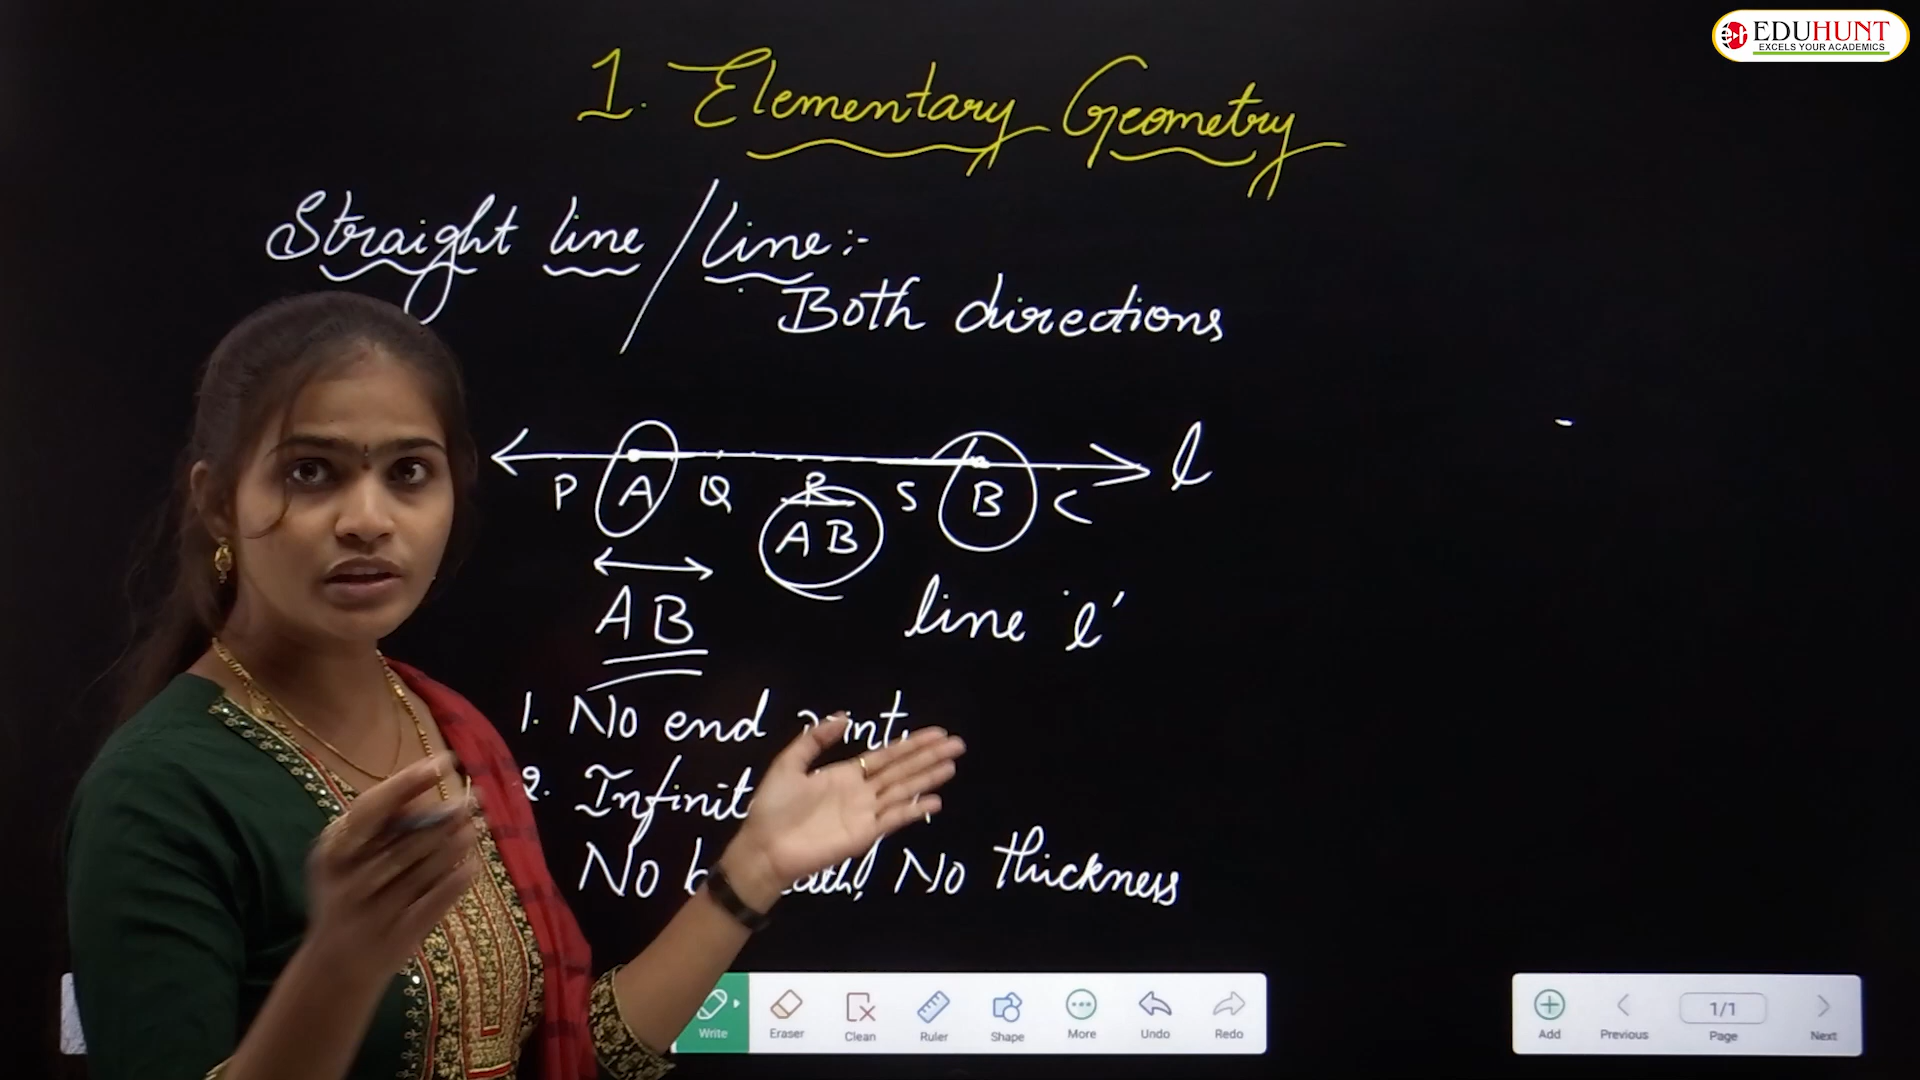 EDUHUNT
EXCELS YOUR ACADEMICS
1. Elementary Geometry
Straight line / line :-
Both directions
l
P A Q R S B C
AB
AB
line 'l'
1. No end
2.
No No thickness
Write Eraser Clean Ruler Shape More Undo Redo
Add Previous 1/1 Page Next